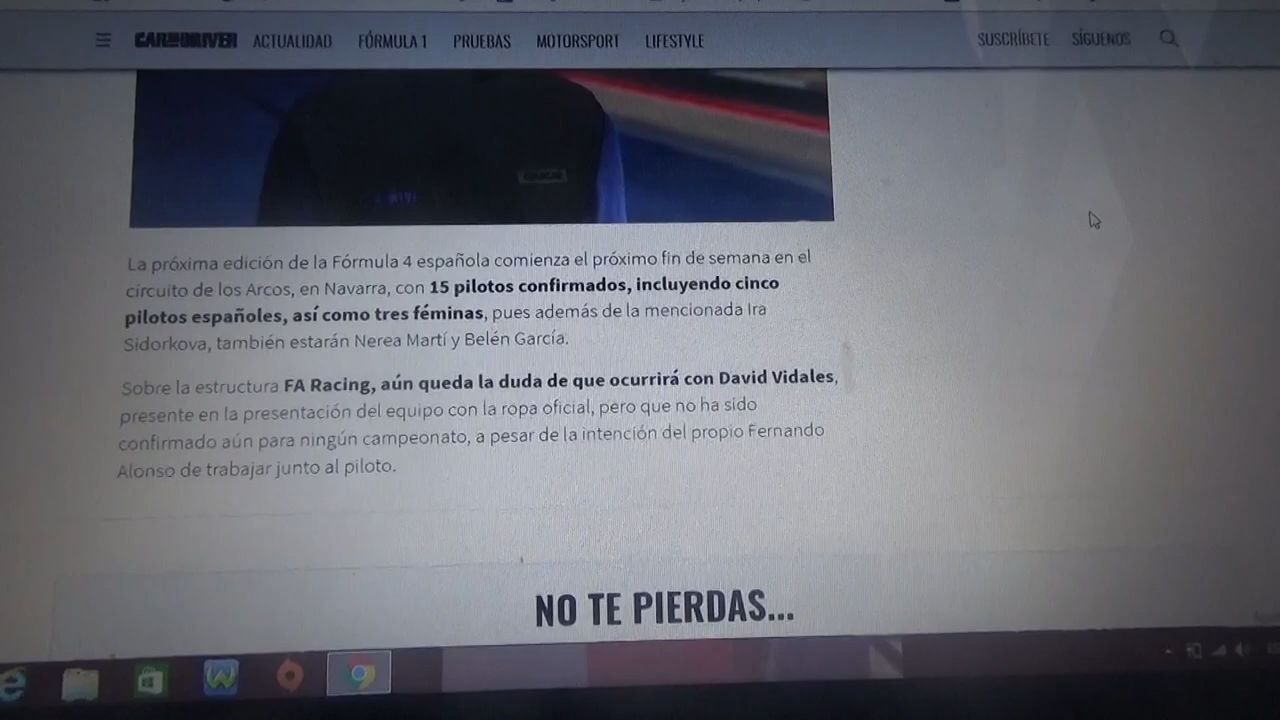 CAR AND DRIVER ACTUALIDAD FÓRMULA 1 PRUEBAS MOTORSPORT LIFESTYLE SUSCRÍBETE SÍGUENOS
La próxima edición de la Fórmula 4 española comienza el próximo fin de semana en el
circuito de los Arcos, en Navarra, con 15 pilotos confirmados, incluyendo cinco
pilotos españoles, así como tres féminas, pues además de la mencionada Ira
Sidorkova, también estarán Nerea Martí y Belén García.
Sobre la estructura FA Racing, aún queda la duda de que ocurrirá con David Vidales,
presente en la presentación del equipo con la ropa oficial, pero que no ha sido
confirmado aún para ningún campeonato, a pesar de la intención del propio Fernando
Alonso de trabajar junto al piloto.
NO TE PIERDAS...